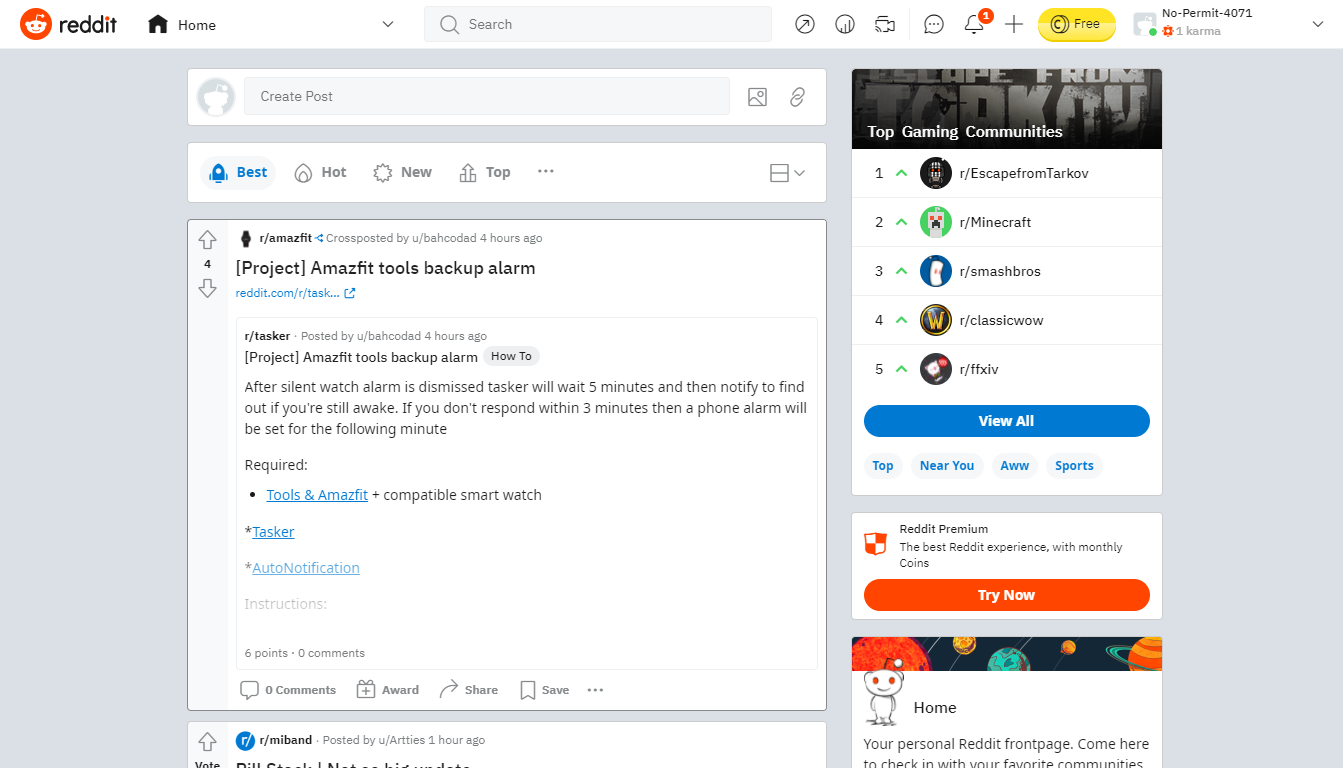 reddit
Home
Search
1
Free
No-Permit-4071
1 karma
Create Post
Best
Hot
New
Top
4
r/amazfit Crossposted by u/bahcodad 4 hours ago
[Project] Amazfit tools backup alarm
reddit.com/r/task...
r/tasker · Posted by u/bahcodad 4 hours ago
[Project] Amazfit tools backup alarm How To
After silent watch alarm is dismissed tasker will wait 5 minutes and then notify to find
out if you're still awake. If you don't respond within 3 minutes then a phone alarm will
be set for the following minute
Required:
• Tools & Amazfit + compatible smart watch
*Tasker
*AutoNotification
Instructions:
6 points · 0 comments
0 Comments
Award
Share
Save
r/miband · Posted by u/Artties 1 hour ago
Vote
ESCAPE FROM
TARKOV
Top Gaming Communities
1 r/EscapefromTarkov
2 r/Minecraft
3 r/smashbros
4 r/classicwow
5 r/ffxiv
View All
Top
Near You
Aww
Sports
Reddit Premium
The best Reddit experience, with monthly
Coins
Try Now
Home
Your personal Reddit frontpage. Come here
to check in with your favorite communities